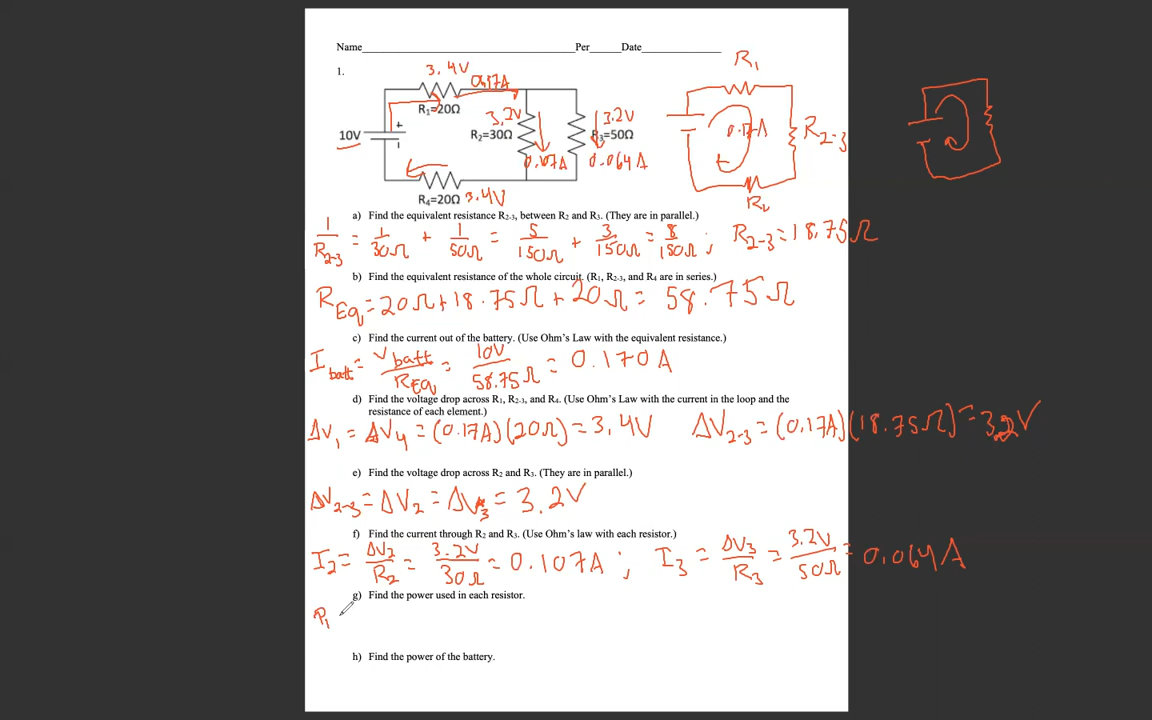 Name____________ Per_____ Date____________
1.
3.4V
0.17A
R1=20Ω
10V
+
3.2V
R2=30Ω
0.107A
3.2V
R3=50Ω
0.064A
R4=20Ω 3.4V
R1
0.17A
R2-3
a) Find the equivalent resistance R2-3, between R2 and R3. (They are in parallel.)
1/R2-3 = 1/30Ω + 1/50Ω = 5/150Ω + 3/150Ω = 8/150Ω ; R2-3=18.75Ω
b) Find the equivalent resistance of the whole circuit. (R1, R2-3, and R4 are in series.)
REq = 20Ω+18.75Ω+20Ω = 58.75Ω
c) Find the current out of the battery. (Use Ohm's Law with the equivalent resistance.)
Ibatt = Vbatt/REq = 10V/58.75Ω = 0.170A
d) Find the voltage drop across R1, R2-3, and R4. (Use Ohm's Law with the current in the loop and the
resistance of each element.)
ΔV1 = ΔV4 = (0.17A)(20Ω) = 3.4V ΔV2-3 = (0.17A)(18.75Ω) = 3.2V
e) Find the voltage drop across R2 and R3. (They are in parallel.)
ΔV2-3 = ΔV2 = ΔV3 = 3.2V
f) Find the current through R2 and R3. (Use Ohm's law with each resistor.)
I2 = ΔV2/R2 = 3.2V/30Ω = 0.107A ; I3 = ΔV3/R3 = 3.2V/50Ω = 0.064A
g) Find the power used in each resistor.
P1
h) Find the power of the battery.